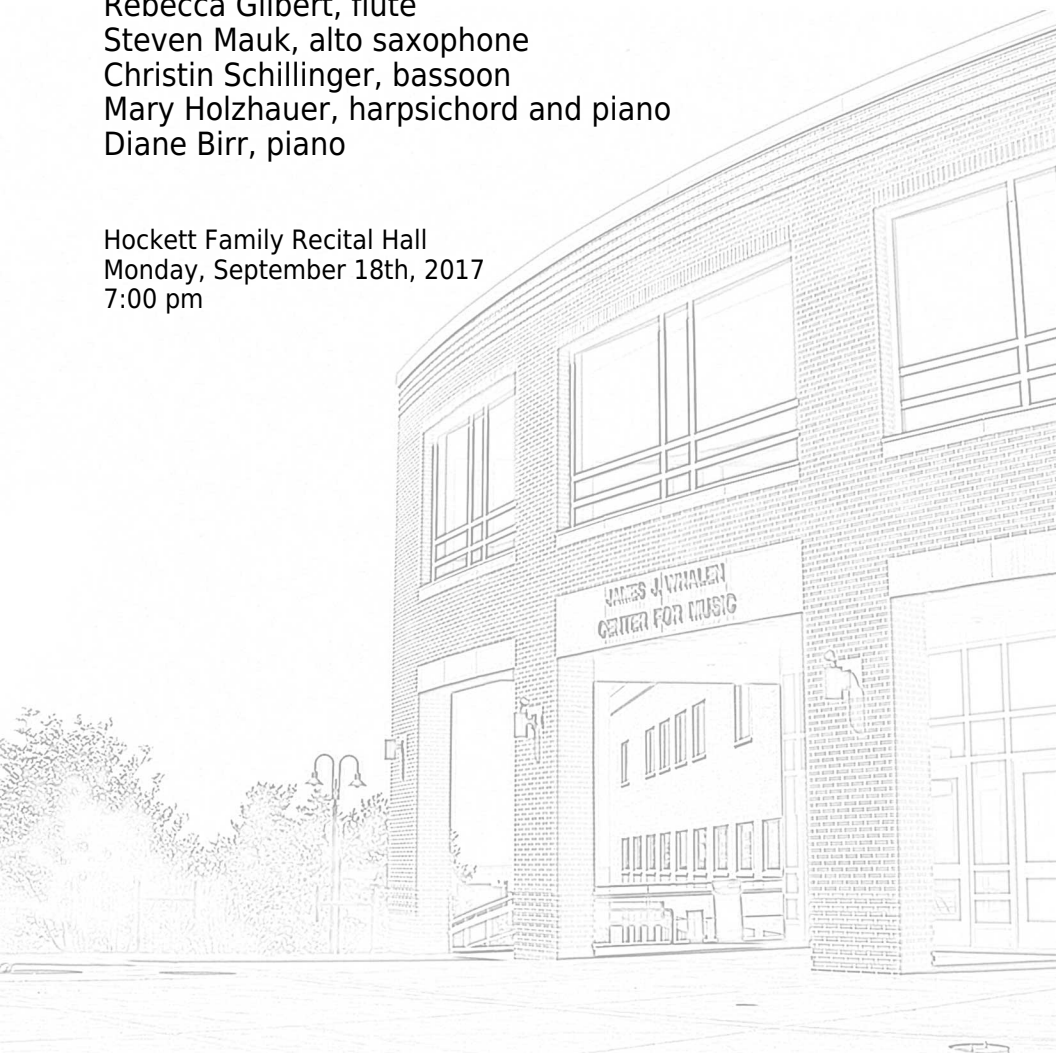 Rebecca Gilbert, flute
Steven Mauk, alto saxophone
Christin Schillinger, bassoon
Mary Holzhauer, harpsichord and piano
Diane Birr, piano
Hockett Family Recital Hall
Monday, September 18th, 2017
7:00 pm
JAMES J. WHALEN
CENTER FOR MUSIC